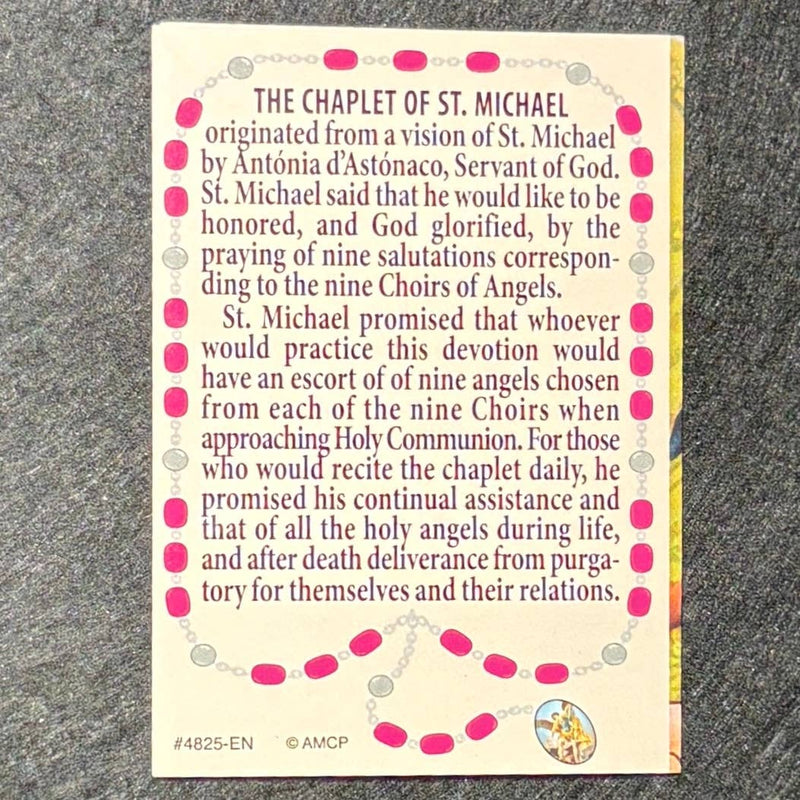 THE CHAPLET OF ST. MICHAEL
originated from a vision of St. Michael
by Antónia d'Astónaco, Servant of God.
St. Michael said that he would like to be
honored, and God glorified, by the
praying of nine salutations correspon-
ding to the nine Choirs of Angels.
St. Michael promised that whoever
would practice this devotion would
have an escort of of nine angels chosen
from each of the nine Choirs when
approaching Holy Communion. For those
who would recite the chaplet daily, he
promised his continual assistance and
that of all the holy angels during life,
and after death deliverance from purga-
tory for themselves and their relations.
#4825-EN © AMCP